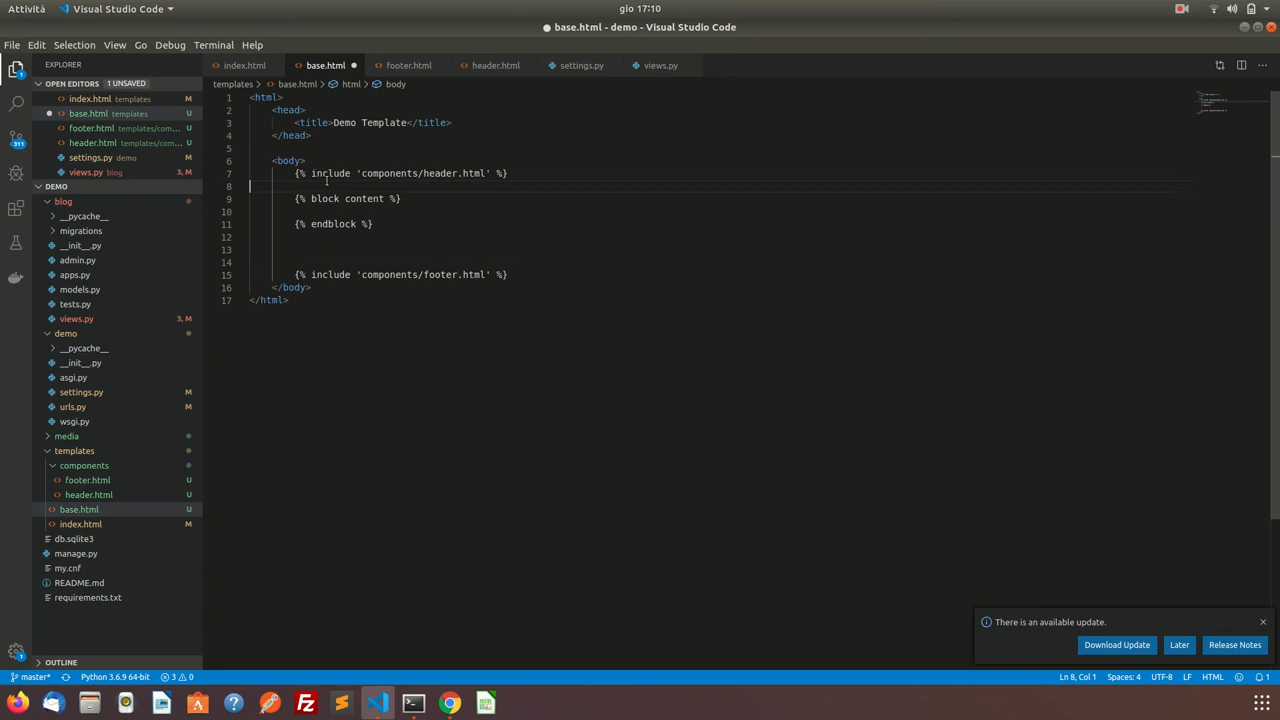 Attività
Visual Studio Code
gio 17:10
base.html - demo - Visual Studio Code
File Edit Selection View Go Debug Terminal Help
EXPLORER
index.html
base.html
footer.html
header.html
settings.py
views.py
OPEN EDITORS 1 UNSAVED
index.html templates M
base.html templates
footer.html templates/com... U
header.html templates/com... U
settings.py demo M
views.py blog 3, M
DEMO
blog
__pycache__
migrations
__init__.py
admin.py
apps.py
models.py
tests.py
views.py 3, M
demo
__pycache__
__init__.py
asgi.py
settings.py M
urls.py M
wsgi.py
media
templates
components
footer.html U
header.html U
base.html U
index.html M
db.sqlite3
manage.py
my.cnf
README.md
requirements.txt
OUTLINE
1
311
1
templates > base.html > html > body
1 <html>
2 <head>
3 <title>Demo Template</title>
4 </head>
5
6 <body>
7 {% include 'components/header.html' %}
8
9 {% block content %}
10
11 {% endblock %}
12
13
14
15 {% include 'components/footer.html' %}
16 </body>
17 </html>
There is an available update.
Download Update Later Release Notes
master* Python 3.6.9 64-bit 3 0
Ln 8, Col 1 Spaces: 4 UTF-8 LF HTML 1